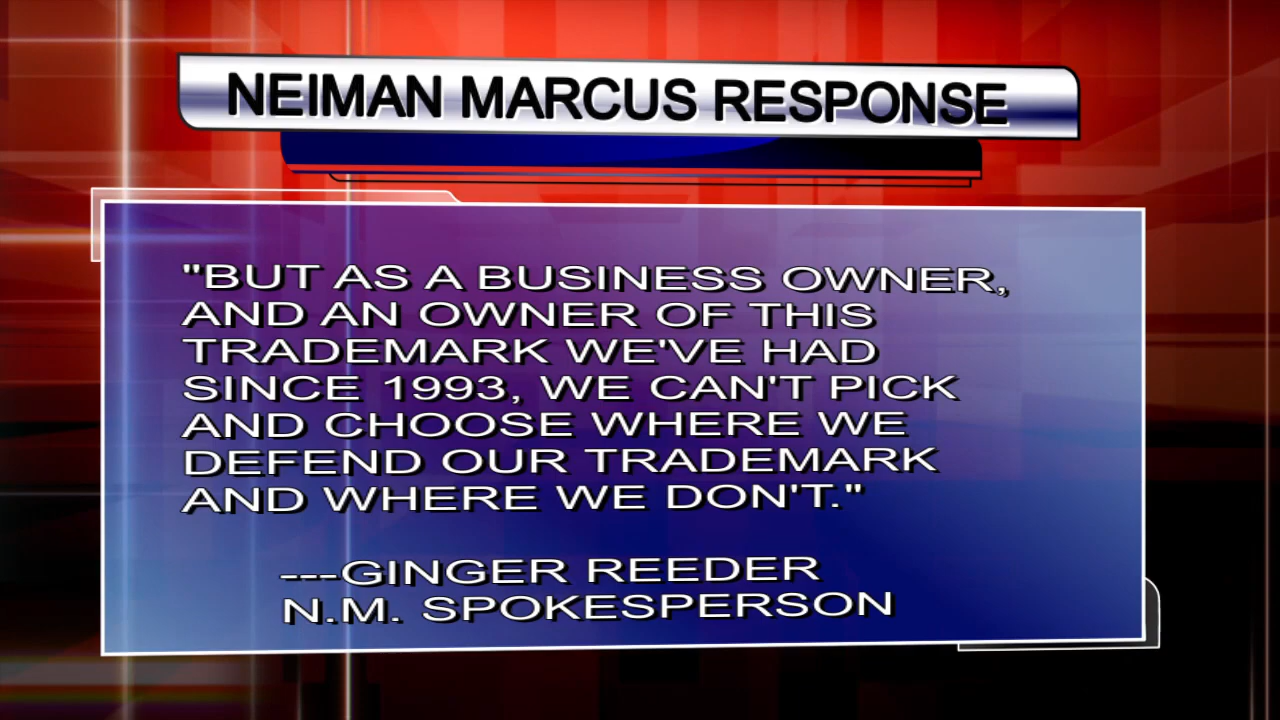 NEIMAN MARCUS RESPONSE
"BUT AS A BUSINESS OWNER,
AND AN OWNER OF THIS
TRADEMARK WE'VE HAD
SINCE 1993, WE CAN'T PICK
AND CHOOSE WHERE WE
DEFEND OUR TRADEMARK
AND WHERE WE DON'T."
---GINGER REEDER
N.M. SPOKESPERSON